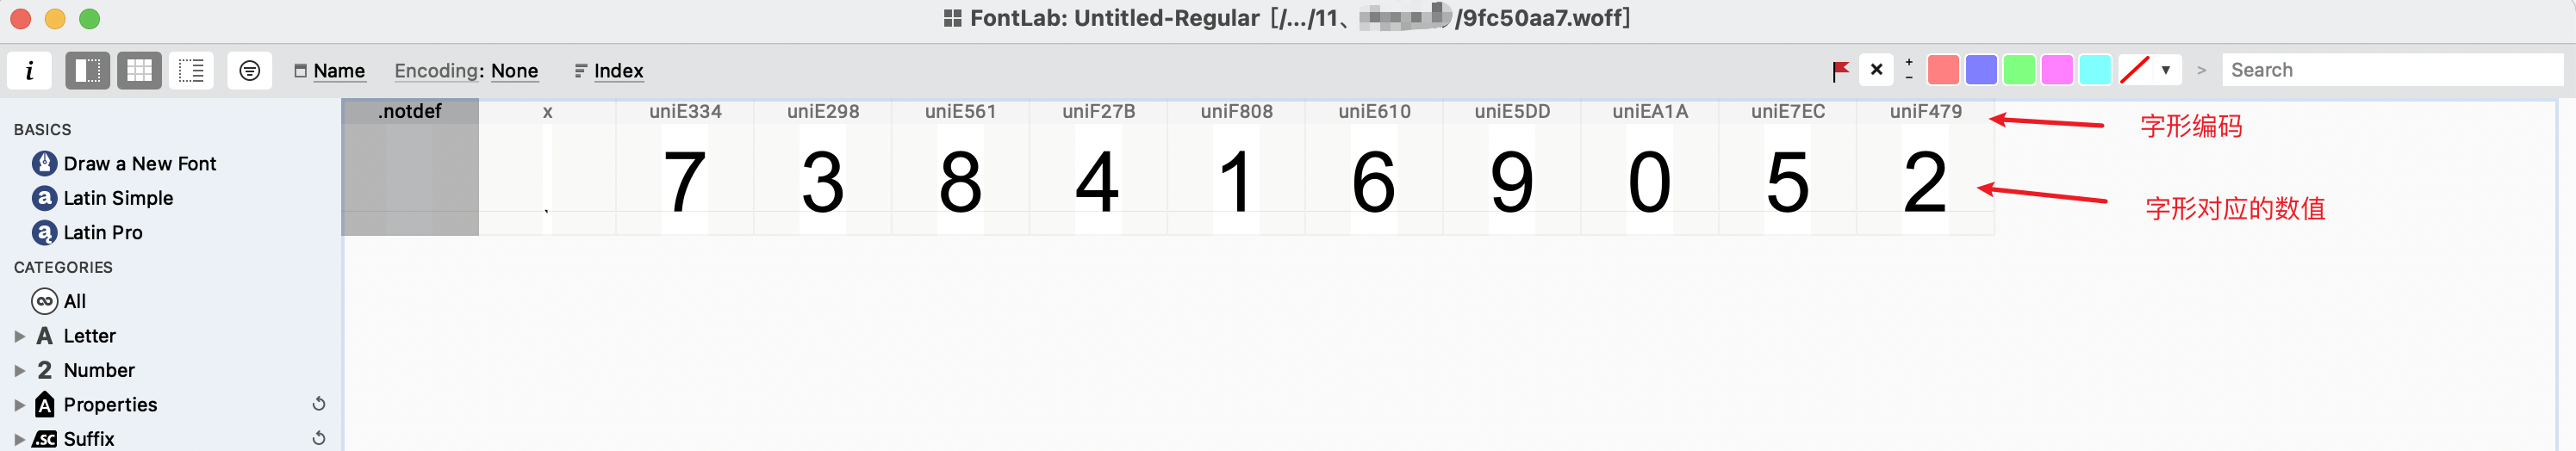 FontLab: Untitled-Regular [/.../11、/9fc50aa7.woff]
i Name Encoding: None Index + - > Search
.notdef x uniE334 uniE298 uniE561 uniF27B uniF808 uniE610 uniE5DD uniEA1A uniE7EC uniF479 字形编码
7 3 8 4 1 6 9 0 5 2 字形对应的数值
BASICS
Draw a New Font
a Latin Simple
ą Latin Pro
CATEGORIES
All
A Letter
2 Number
A Properties
.SC Suffix